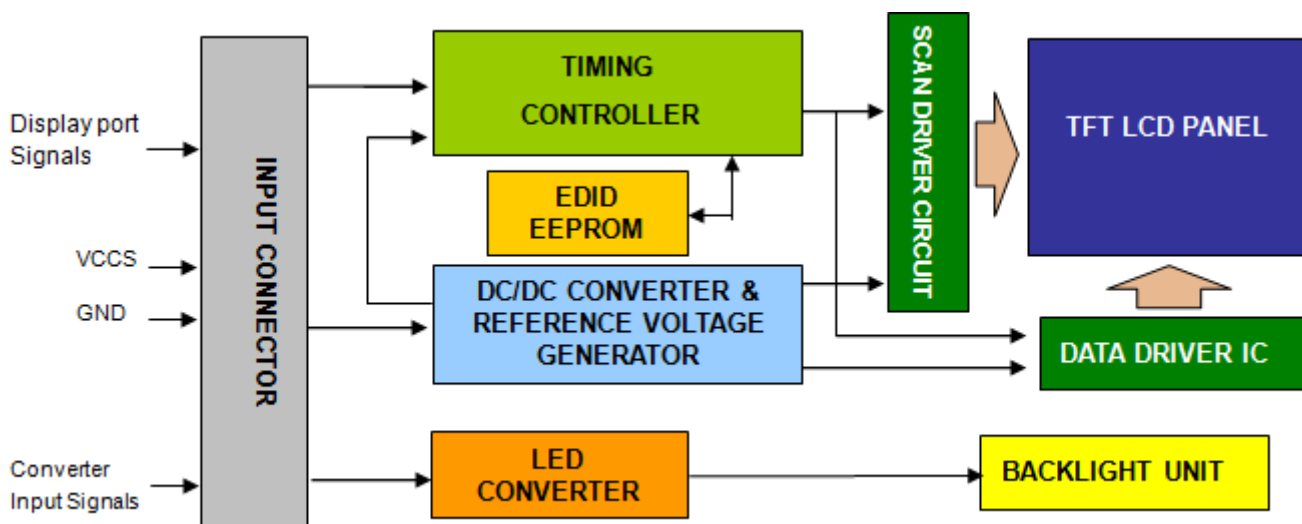 Display port
Signals
VCCS
GND
Converter
Input Signals
INPUT CONNECTOR
TIMING
CONTROLLER
EDID
EEPROM
DC/DC CONVERTER &
REFERENCE VOLTAGE
GENERATOR
LED
CONVERTER
SCAN DRIVER CIRCUIT
TFT LCD PANEL
DATA DRIVER IC
BACKLIGHT UNIT